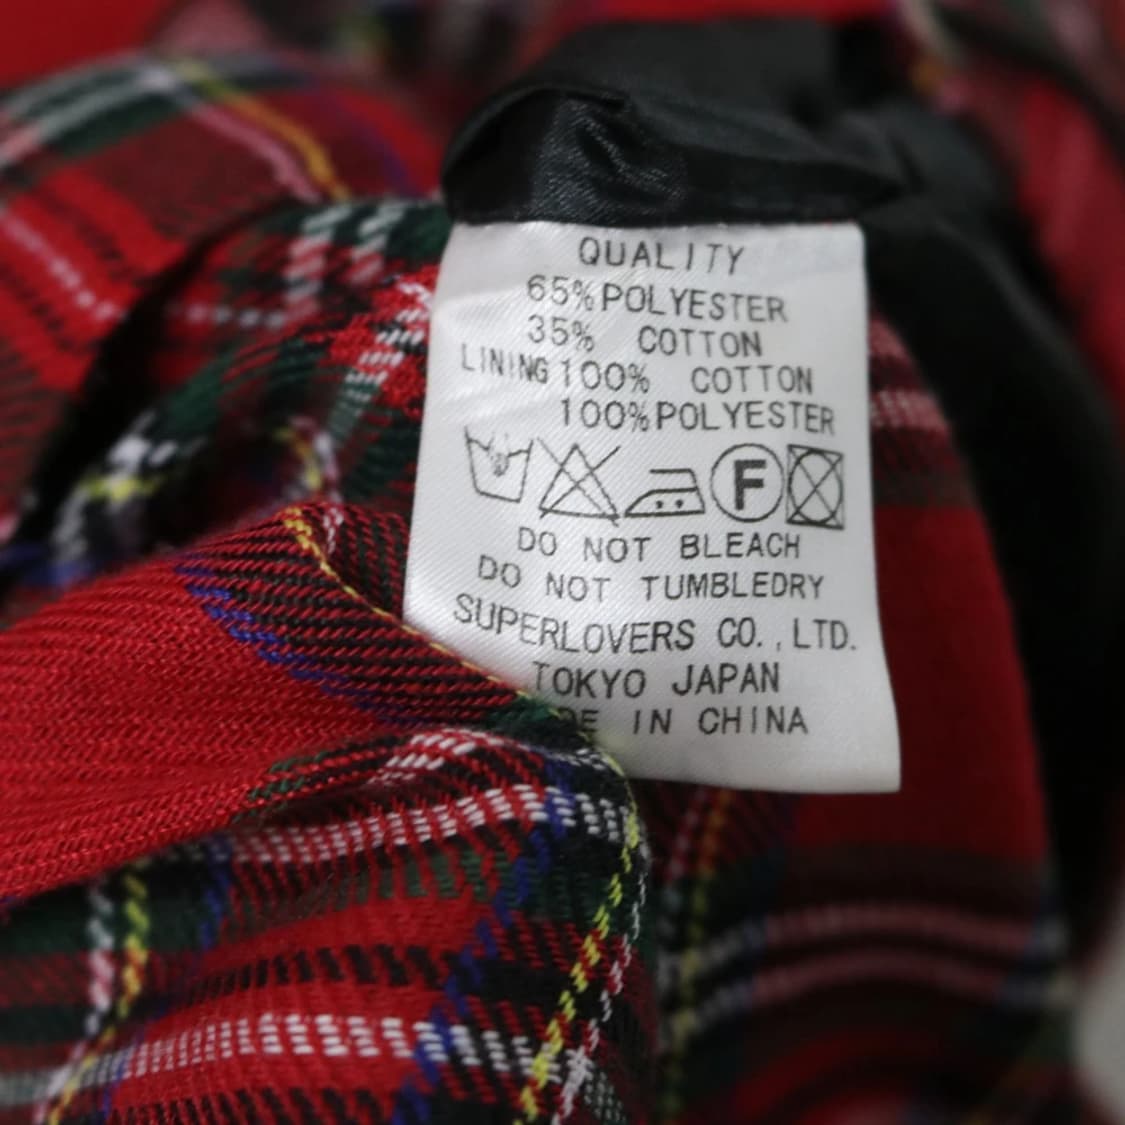 QUALITY
65% POLYESTER
35% COTTON
LINING 100% COTTON
100% POLYESTER
F
DO NOT BLEACH
DO NOT TUMBLEDRY
SUPERLOVERS CO.,LTD.
TOKYO JAPAN
DE IN CHINA